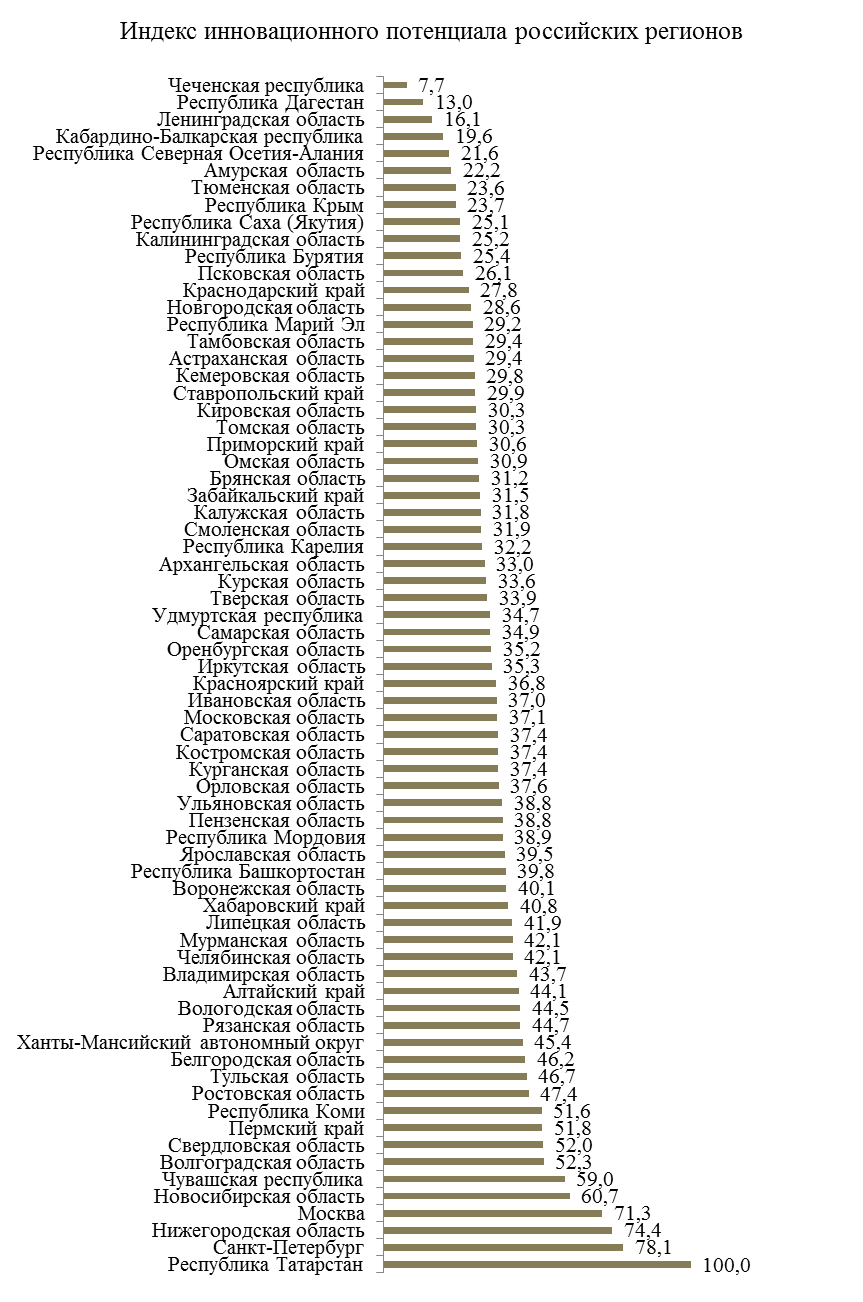 Индекс инновационного потенциала российских регионов
Чеченская республика 7,7
Республика Дагестан 13,0
Ленинградская область 16,1
Кабардино-Балкарская республика 19,6
Республика Северная Осетия-Алания 21,6
Амурская область 22,2
Тюменская область 23,6
Республика Крым 23,7
Республика Саха (Якутия) 25,1
Калининградская область 25,2
Республика Бурятия 25,4
Псковская область 26,1
Краснодарский край 27,8
Новгородская область 28,6
Республика Марий Эл 29,2
Тамбовская область 29,4
Астраханская область 29,4
Кемеровская область 29,8
Ставропольский край 29,9
Кировская область 30,3
Томская область 30,3
Приморский край 30,6
Омская область 30,9
Брянская область 31,2
Забайкальский край 31,5
Калужская область 31,8
Смоленская область 31,9
Республика Карелия 32,2
Архангельская область 33,0
Курская область 33,6
Тверская область 33,9
Удмуртская республика 34,7
Самарская область 34,9
Оренбургская область 35,2
Иркутская область 35,3
Красноярский край 36,8
Ивановская область 37,0
Московская область 37,1
Саратовская область 37,4
Костромская область 37,4
Курганская область 37,4
Орловская область 37,6
Ульяновская область 38,8
Пензенская область 38,8
Республика Мордовия 38,9
Ярославская область 39,5
Республика Башкортостан 39,8
Воронежская область 40,1
Хабаровский край 40,8
Липецкая область 41,9
Мурманская область 42,1
Челябинская область 42,1
Владимирская область 43,7
Алтайский край 44,1
Вологодская область 44,5
Рязанская область 44,7
Ханты-Мансийский автономный округ 45,4
Белгородская область 46,2
Тульская область 46,7
Ростовская область 47,4
Республика Коми 51,6
Пермский край 51,8
Свердловская область 52,0
Волгоградская область 52,3
Чувашская республика 59,0
Новосибирская область 60,7
Москва 71,3
Нижегородская область 74,4
Санкт-Петербург 78,1
Республика Татарстан 100,0